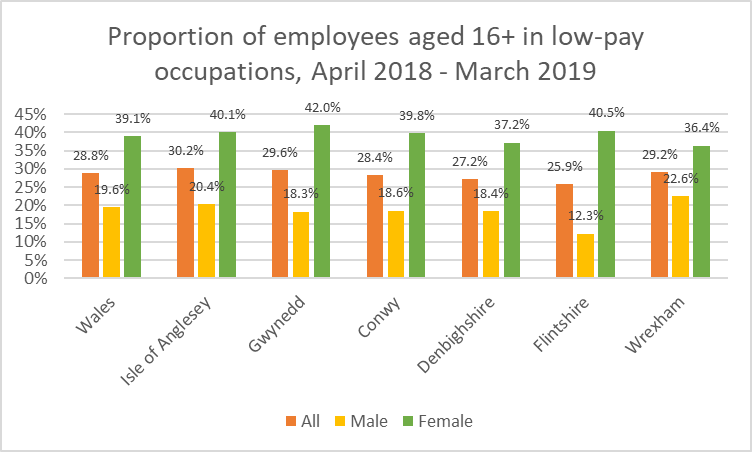 Proportion of employees aged 16+ in low-pay
occupations, April 2018 - March 2019
45%
40%
35%
30%
25%
20%
15%
10%
5%
0%
28.8%
19.6%
39.1%
30.2%
20.4%
40.1%
29.6%
18.3%
42.0%
28.4%
18.6%
39.8%
27.2%
18.4%
37.2%
25.9%
12.3%
40.5%
29.2%
22.6%
36.4%
Wales
Isle of Anglesey
Gwynedd
Conwy
Denbighshire
Flintshire
Wrexham
All
Male
Female